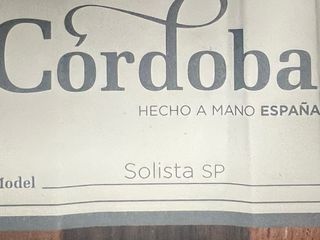 Córdoba
HECHO A MANO ESPAÑA
Model Solista SP